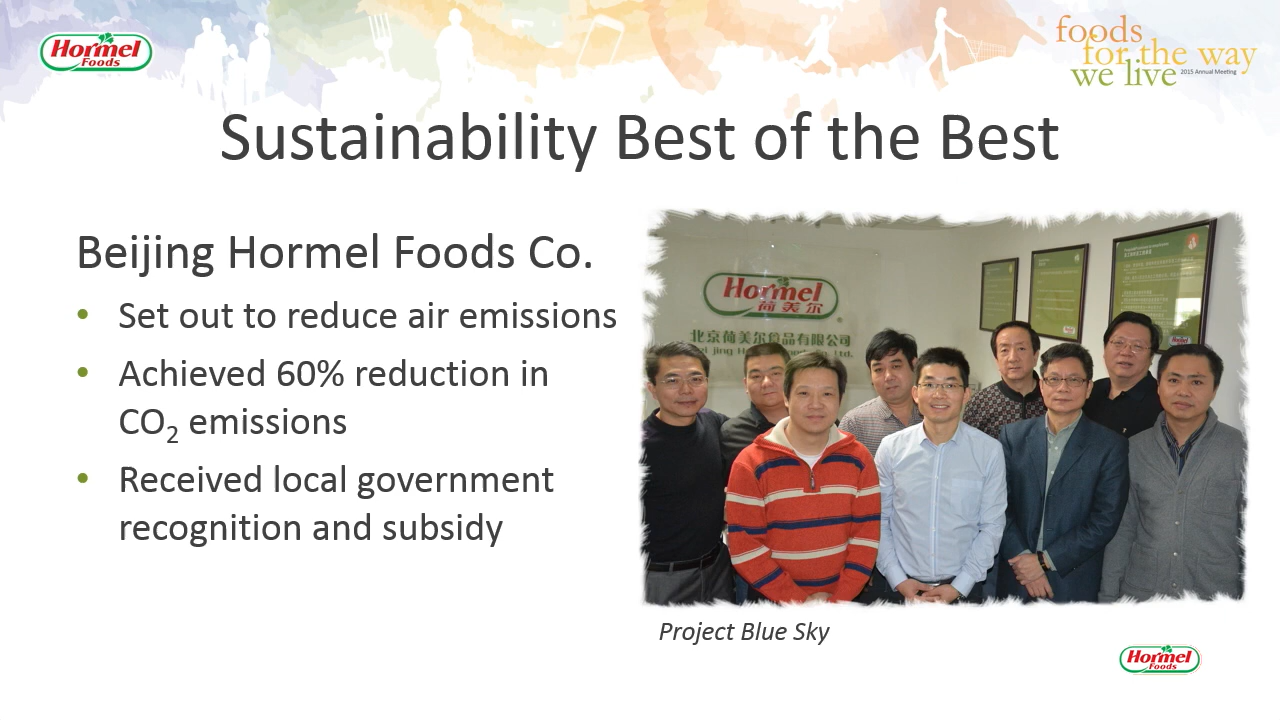 Hormel
Foods
foods
for the way
we live 2015 Annual Meeting
Sustainability Best of the Best
Beijing Hormel Foods Co.
• Set out to reduce air emissions
• Achieved 60% reduction in
CO₂ emissions
• Received local government
recognition and subsidy
Hormel
荷美尔
®
北京荷美尔食品有限公司
Ltd.
Project Blue Sky
Hormel
Foods